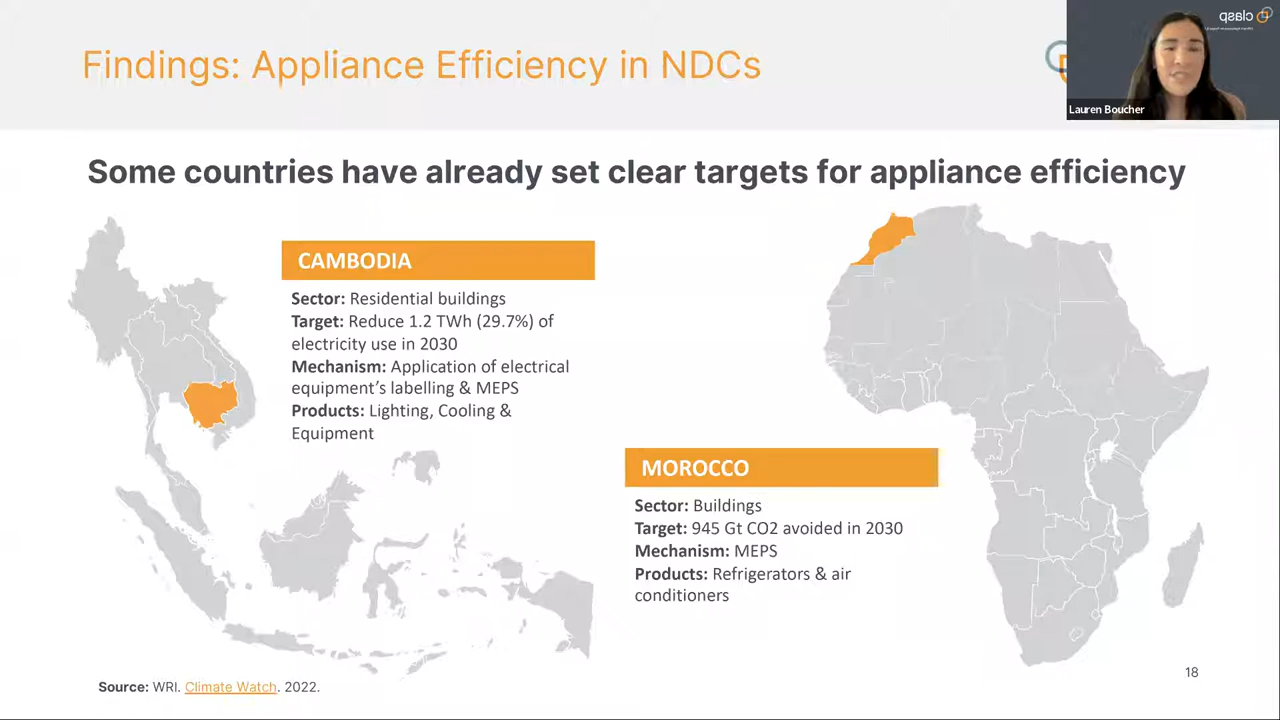 Findings: Appliance Efficiency in NDCs
clasp
Lauren Boucher
Some countries have already set clear targets for appliance efficiency
CAMBODIA
Sector: Residential buildings
Target: Reduce 1.2 TWh (29.7%) of
electricity use in 2030
Mechanism: Application of electrical
equipment’s labelling & MEPS
Products: Lighting, Cooling &
Equipment
MOROCCO
Sector: Buildings
Target: 945 Gt CO2 avoided in 2030
Mechanism: MEPS
Products: Refrigerators & air
conditioners
Source: WRI. Climate Watch. 2022.
18